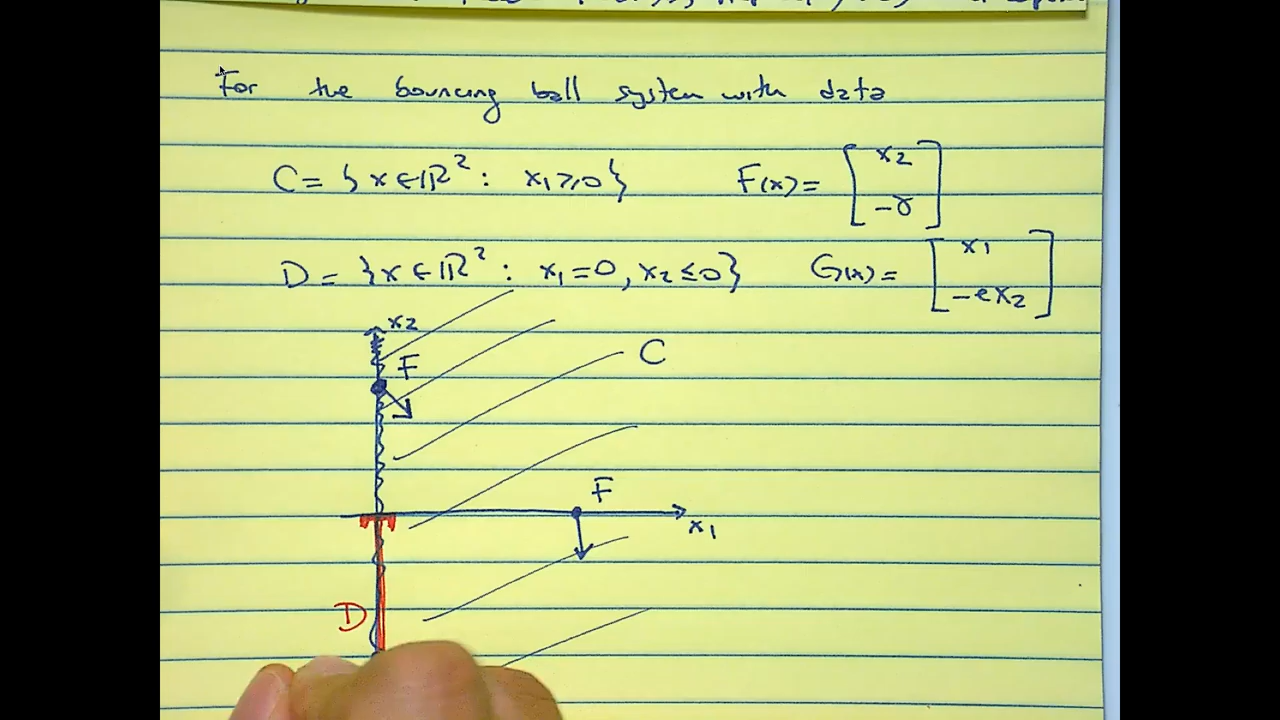 For the bouncing ball system with data
C = { x ∈ ℝ² : x₁ ≥ 0 } F(x) = [ x₂ -γ ]
D = { x ∈ ℝ² : x₁ = 0, x₂ ≤ 0 } G(x) = [ x₁ -e x₂ ]
x₂
F
C
F
x₁
D